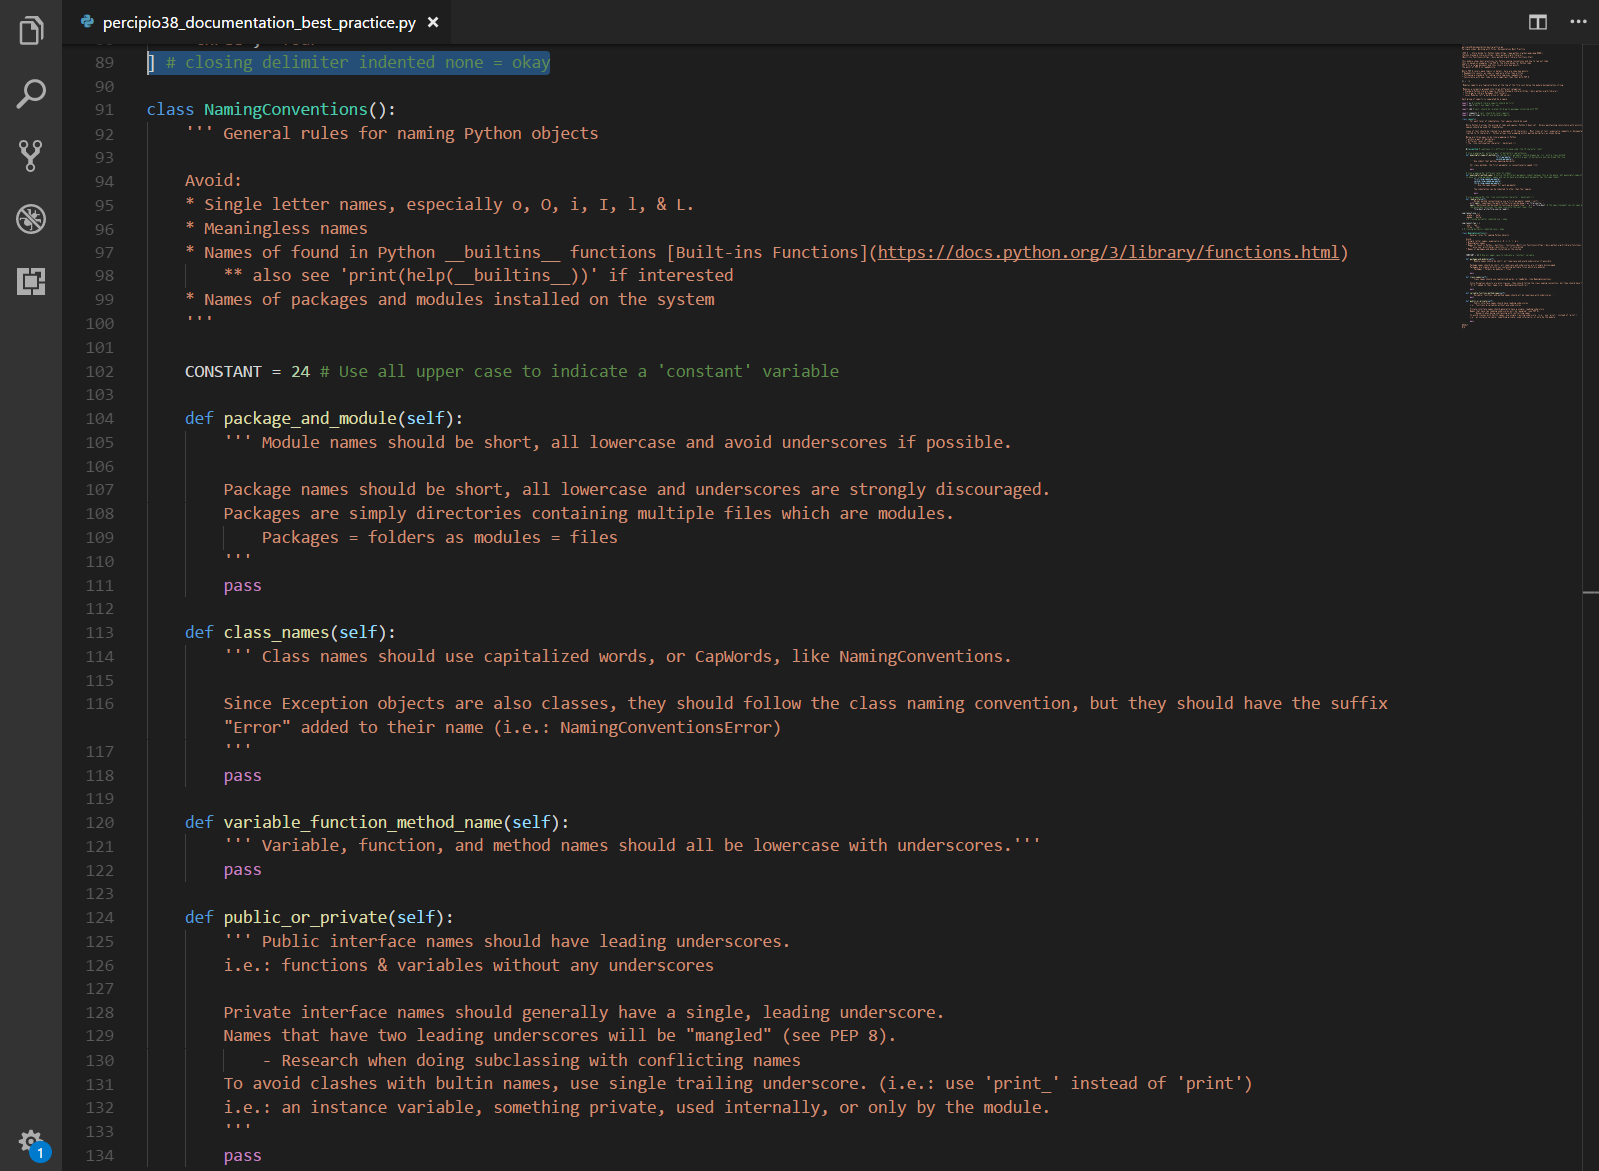 percipio38_documentation_best_practice.py
89 ] # closing delimiter indented none = okay
90
91 class NamingConventions():
92 ''' General rules for naming Python objects
93
94 Avoid:
95 * Single letter names, especially o, O, i, I, l, & L.
96 * Meaningless names
97 * Names of found in Python __builtins__ functions [Built-ins Functions](https://docs.python.org/3/library/functions.html)
98 ** also see 'print(help(__builtins__))' if interested
99 * Names of packages and modules installed on the system
100 '''
101
102 CONSTANT = 24 # Use all upper case to indicate a 'constant' variable
103
104 def package_and_module(self):
105 ''' Module names should be short, all lowercase and avoid underscores if possible.
106
107 Package names should be short, all lowercase and underscores are strongly discouraged.
108 Packages are simply directories containing multiple files which are modules.
109 Packages = folders as modules = files
110 '''
111 pass
112
113 def class_names(self):
114 ''' Class names should use capitalized words, or CapWords, like NamingConventions.
115
116 Since Exception objects are also classes, they should follow the class naming convention, but they should have the suffix
"Error" added to their name (i.e.: NamingConventionsError)
117 '''
118 pass
119
120 def variable_function_method_name(self):
121 ''' Variable, function, and method names should all be lowercase with underscores.'''
122 pass
123
124 def public_or_private(self):
125 ''' Public interface names should have leading underscores.
126 i.e.: functions & variables without any underscores
127
128 Private interface names should generally have a single, leading underscore.
129 Names that have two leading underscores will be "mangled" (see PEP 8).
130 - Research when doing subclassing with conflicting names
131 To avoid clashes with bultin names, use single trailing underscore. (i.e.: use 'print_' instead of 'print')
132 i.e.: an instance variable, something private, used internally, or only by the module.
133 '''
134 pass
1